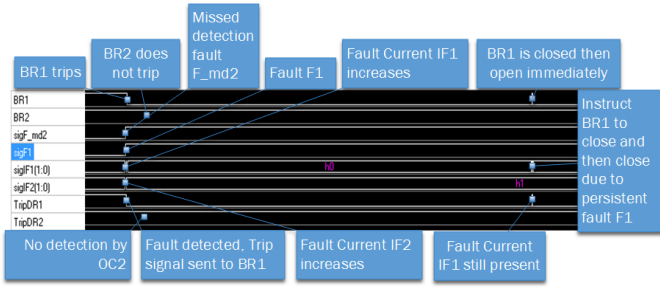 Missed
detection
fault
F_md2
BR2 does
not trip
Fault Current IF1
increases
BR1 is closed then
open immediately
BR1 trips
Fault F1
BR1
BR2
sigF_md2
sigF1
sigIF1(1:0)
h0
sigIF2(1:0)
h1
TripDR1
TripDR2
Instruct
BR1 to
close and
then close
due to
persistent
fault F1
No detection by
OC2
Fault detected, Trip
signal sent to BR1
Fault Current IF2
increases
Fault Current
IF1 still present